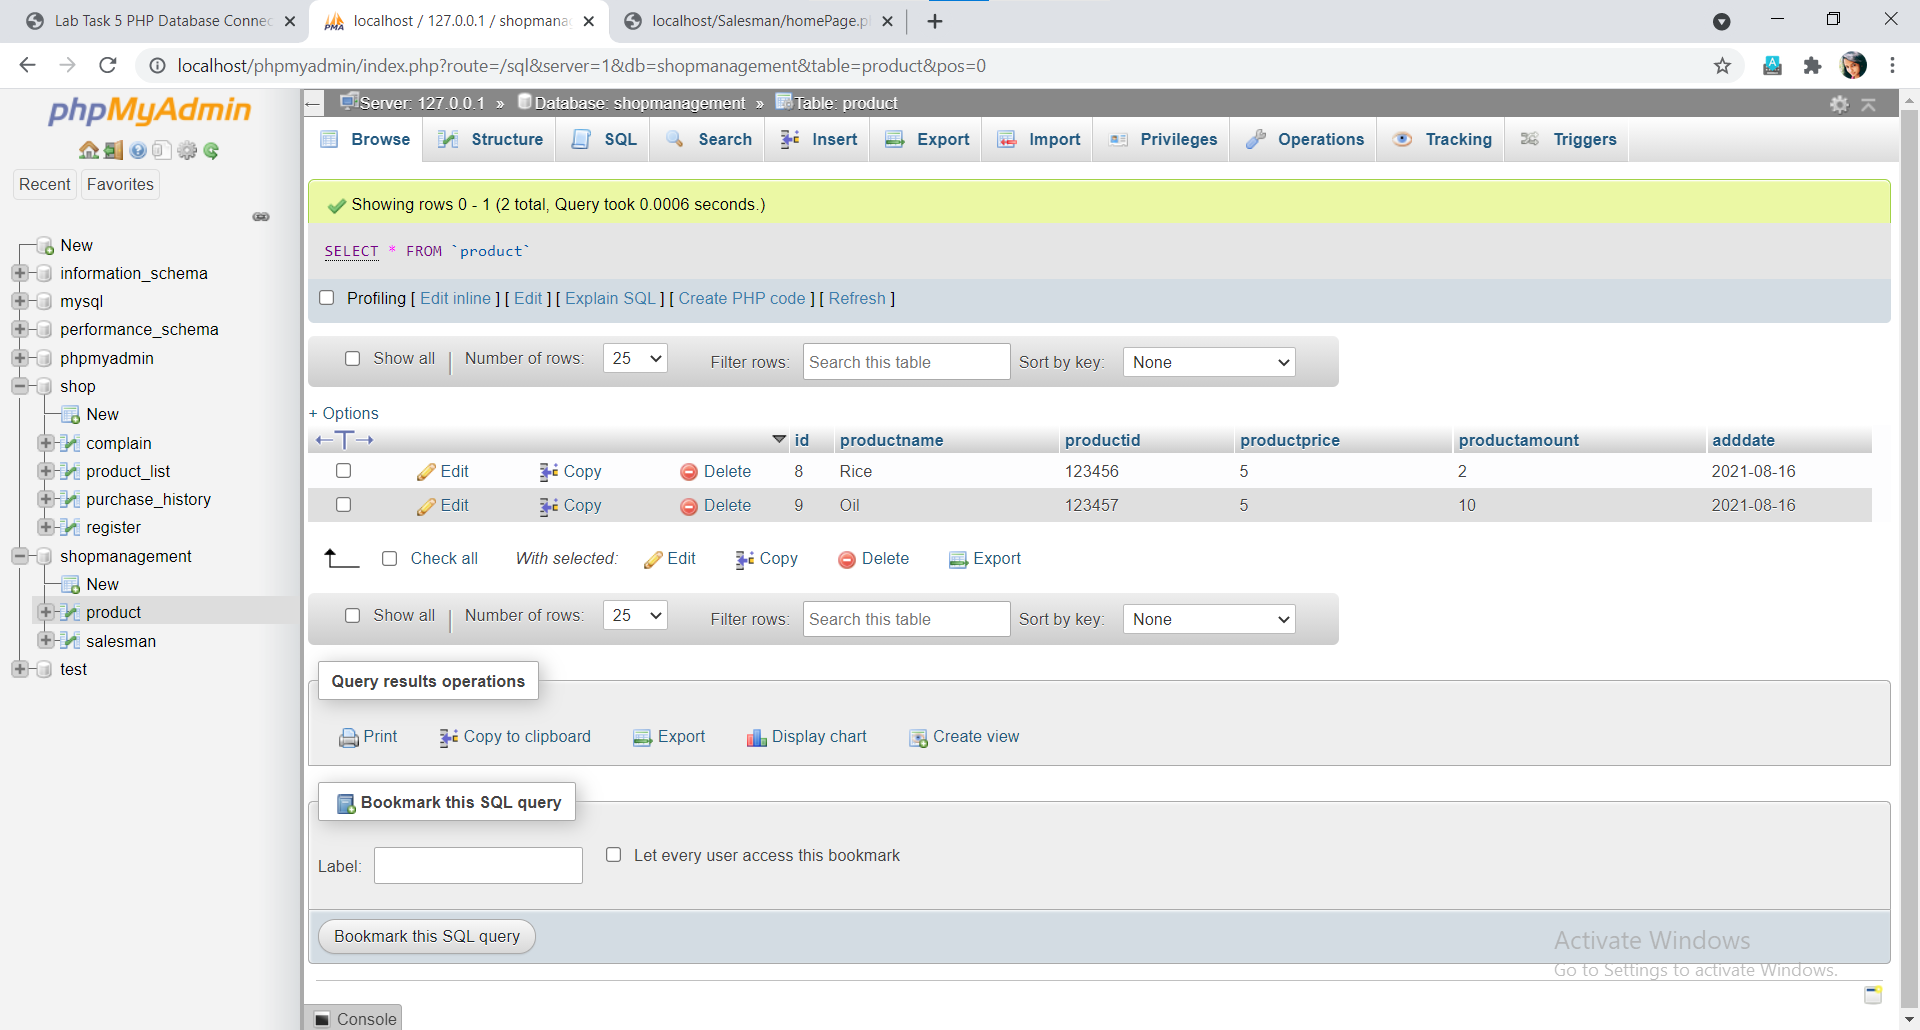 Lab Task 5 PHP Database Connec
localhost / 127.0.0.1 / shopmana
localhost/Salesman/homePage.p
localhost/phpmyadmin/index.php?route=/sql&server=1&db=shopmanagement&table=product&pos=0
phpMyAdmin
Recent Favorites
New
information_schema
mysql
performance_schema
phpmyadmin
shop
New
complain
product_list
purchase_history
register
shopmanagement
New
product
salesman
test
Server: 127.0.0.1 » Database: shopmanagement » Table: product
Browse Structure SQL Search Insert Export Import Privileges Operations Tracking Triggers
Showing rows 0 - 1 (2 total, Query took 0.0006 seconds.)
SELECT * FROM `product`
Profiling [ Edit inline ] [ Edit ] [ Explain SQL ] [ Create PHP code ] [ Refresh ]
Show all | Number of rows: 25 Filter rows: Search this table Sort by key: None
+ Options
←T→ id productname productid productprice productamount adddate
Edit Copy Delete 8 Rice 123456 5 2 2021-08-16
Edit Copy Delete 9 Oil 123457 5 10 2021-08-16
Check all With selected: Edit Copy Delete Export
Show all | Number of rows: 25 Filter rows: Search this table Sort by key: None
Query results operations
Print Copy to clipboard Export Display chart Create view
Bookmark this SQL query
Label: Let every user access this bookmark
Bookmark this SQL query
Activate Windows
Go to Settings to activate Windows.
Console